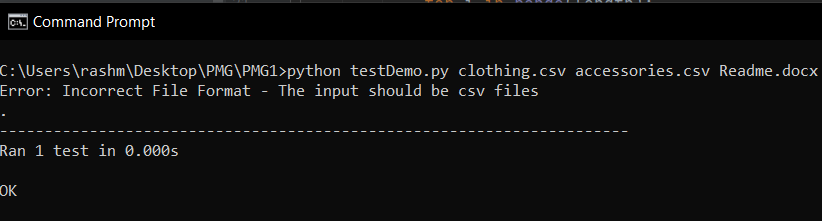 Command Prompt
C:\Users\rashm\Desktop\PMG\PMG1>python testDemo.py clothing.csv accessories.csv Readme.docx
Error: Incorrect File Format - The input should be csv files
.
----------------------------------------------------------------------
Ran 1 test in 0.000s
OK